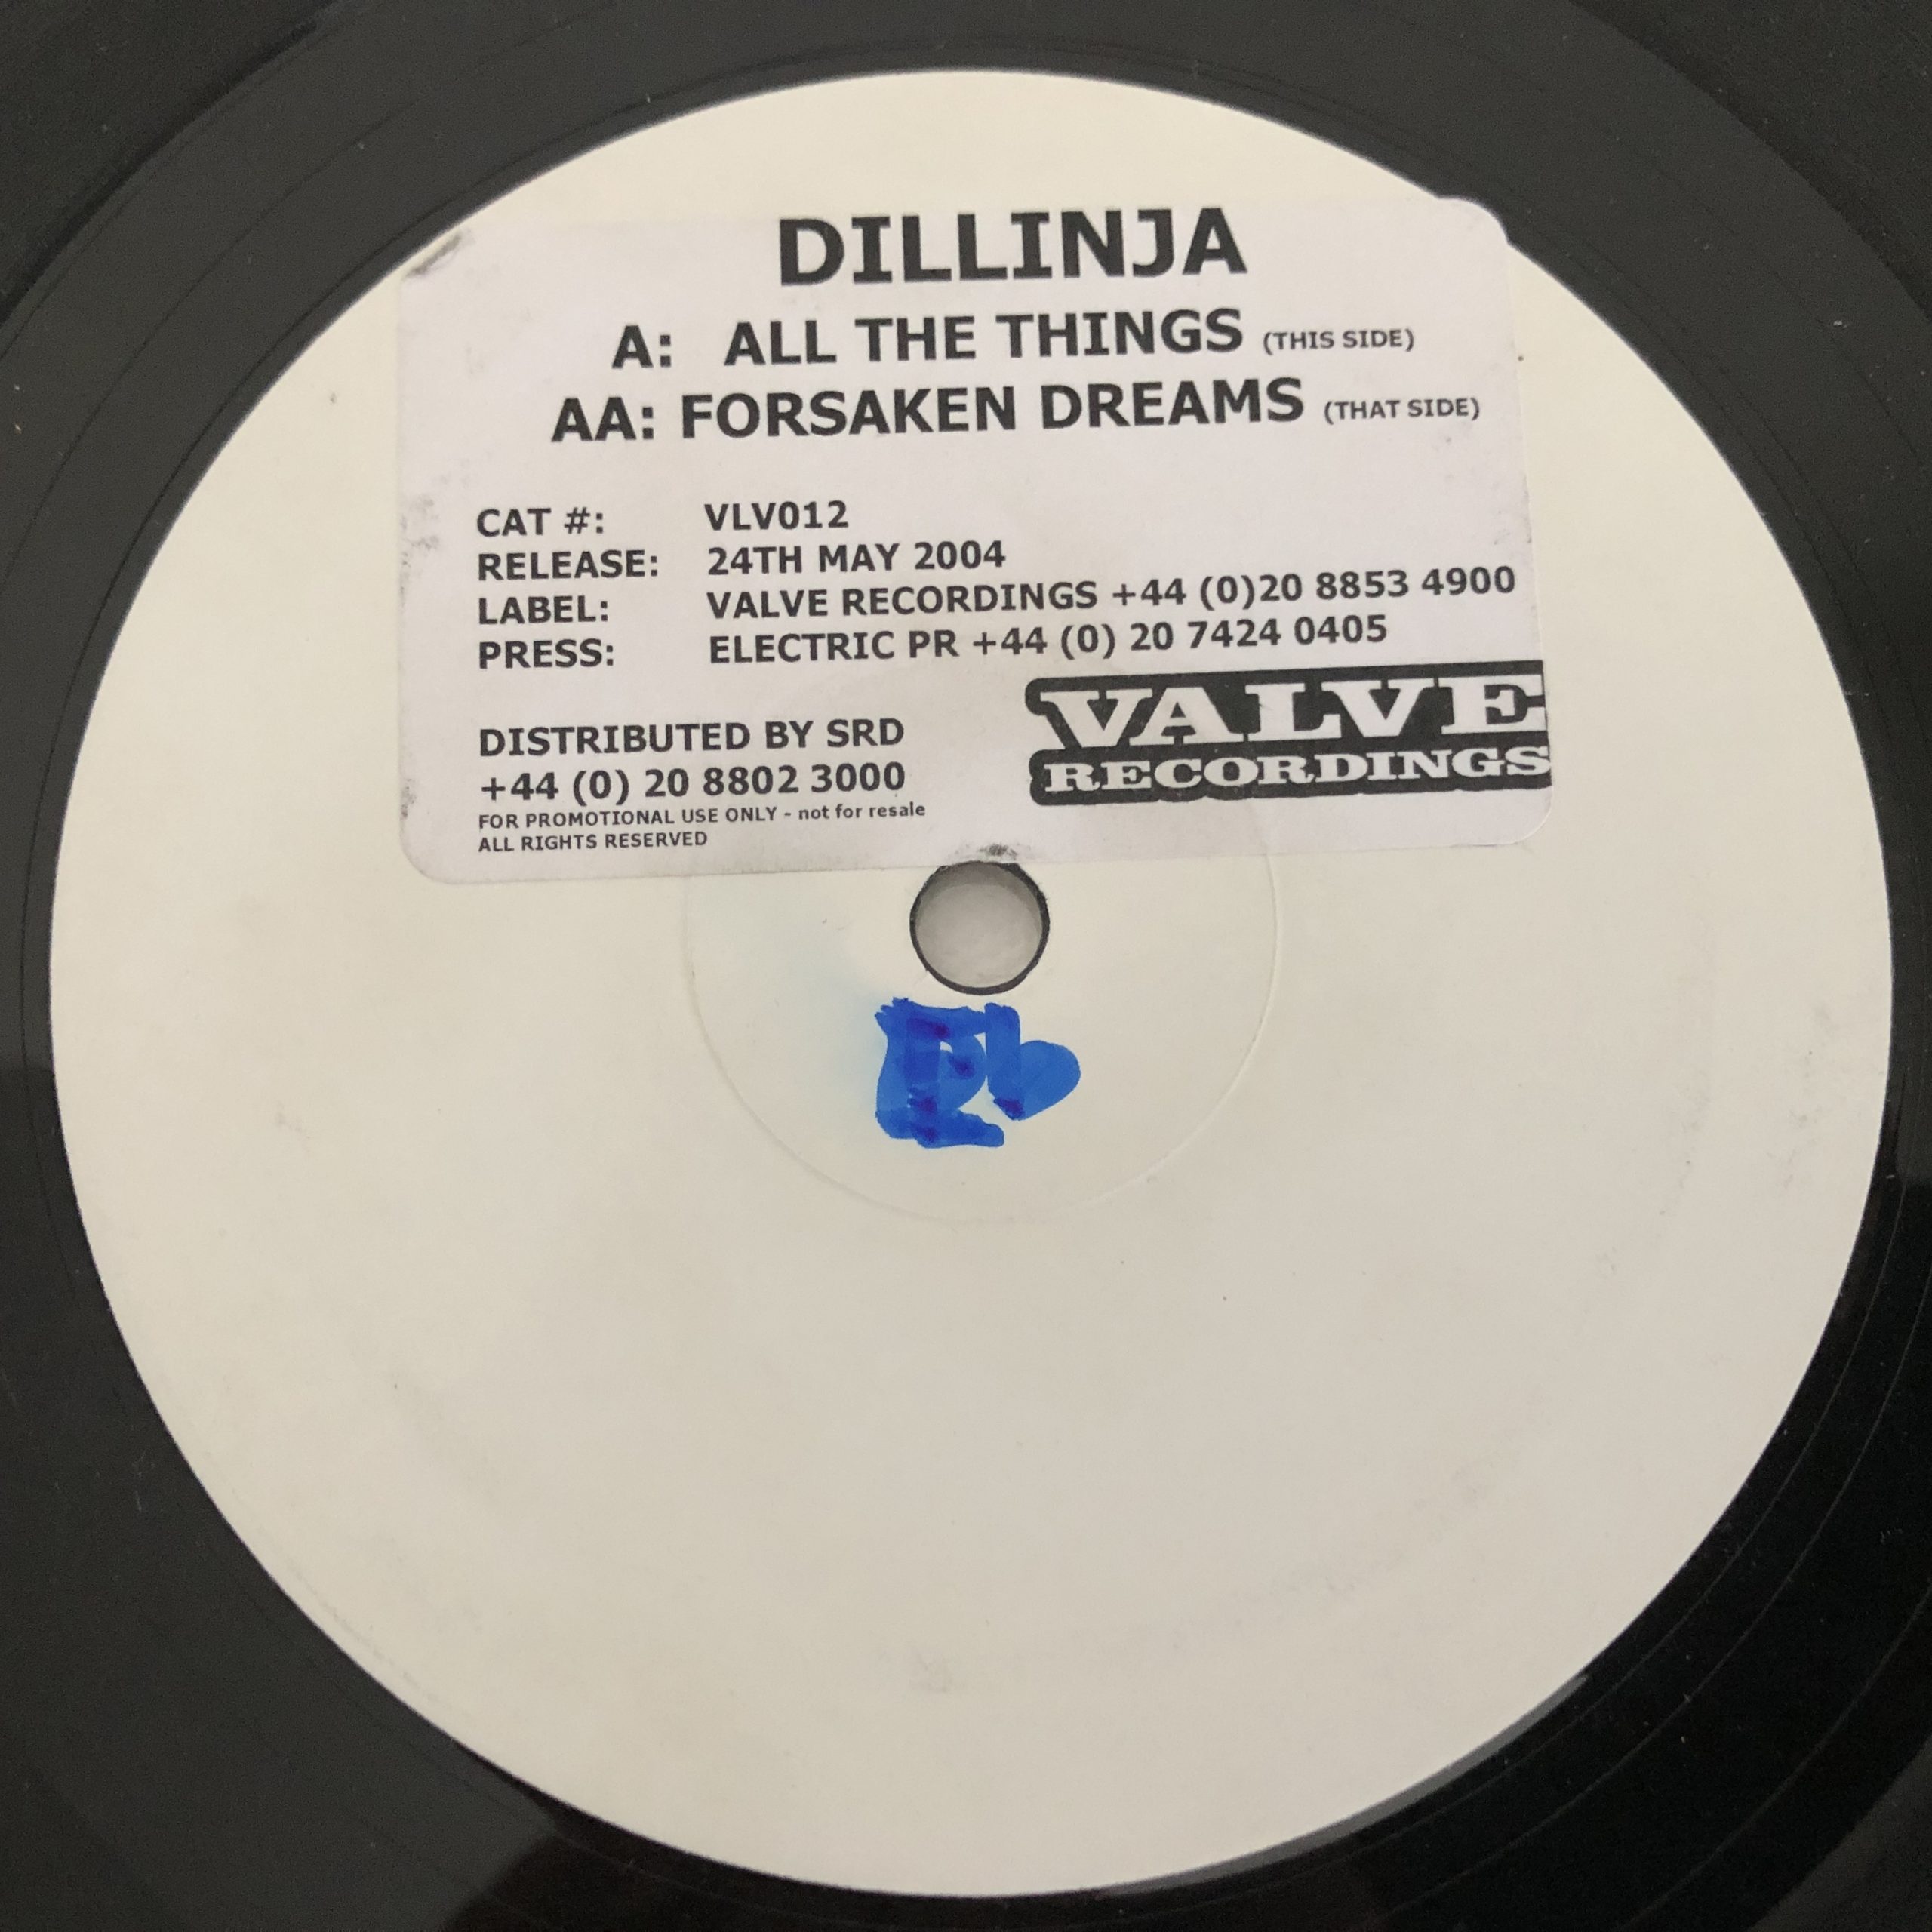 DILLINJA
A: ALL THE THINGS (THIS SIDE)
AA: FORSAKEN DREAMS (THAT SIDE)
CAT #: VLV012
RELEASE: 24TH MAY 2004
LABEL: VALVE RECORDINGS +44 (0)20 8853 4900
PRESS: ELECTRIC PR +44 (0) 20 7424 0405
DISTRIBUTED BY SRD
+44 (0) 20 8802 3000
FOR PROMOTIONAL USE ONLY - not for resale
ALL RIGHTS RESERVED
VALVE
RECORDINGS